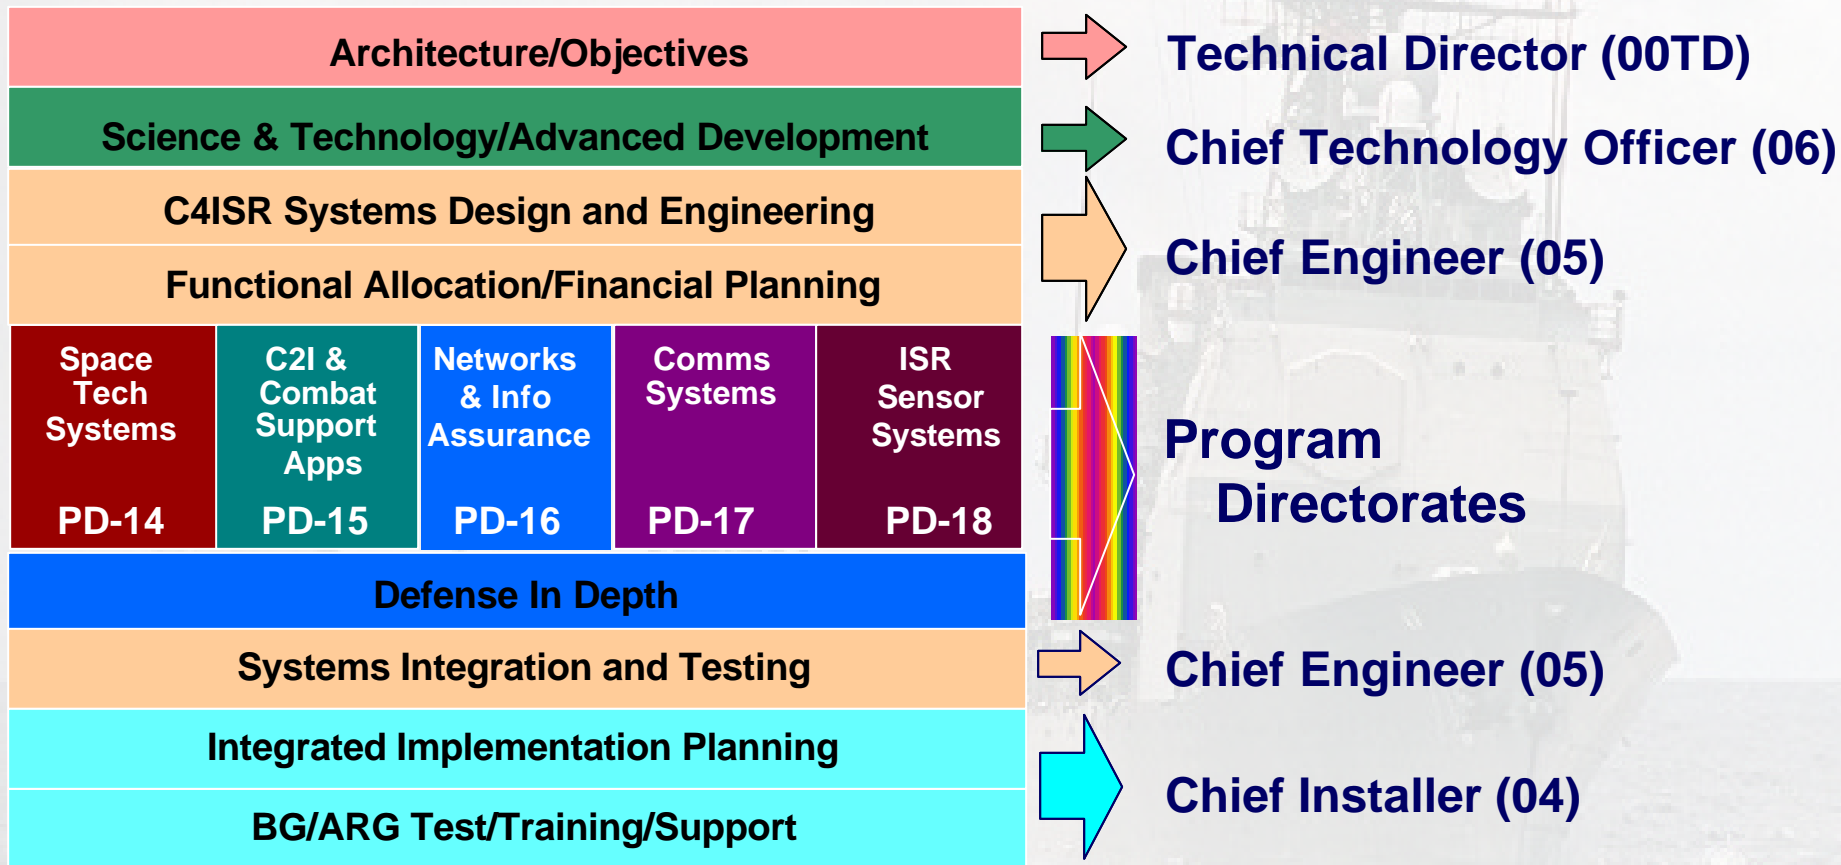 Architecture/Objectives
Technical Director (00TD)
Science & Technology/Advanced Development
Chief Technology Officer (06)
C4ISR Systems Design and Engineering
Functional Allocation/Financial Planning
Chief Engineer (05)
Space
Tech
Systems
PD-14
C2I &
Combat
Support
Apps
PD-15
Networks
& Info
Assurance
PD-16
Comms
Systems
PD-17
ISR
Sensor
Systems
PD-18
Program
Directorates
Defense In Depth
Systems Integration and Testing
Chief Engineer (05)
Integrated Implementation Planning
BG/ARG Test/Training/Support
Chief Installer (04)